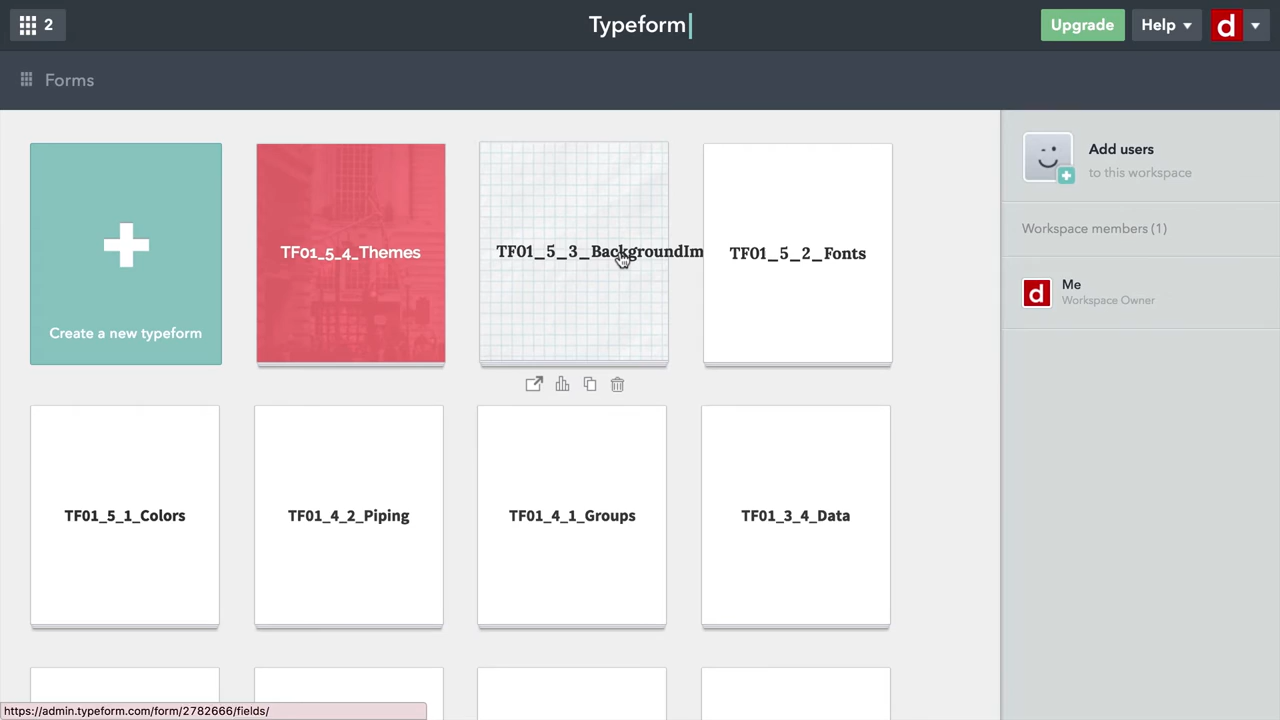 2
Typeform
Upgrade
Help
d
Forms
Add users
to this workspace
Workspace members (1)
d
Me
Workspace Owner
TF01_5_4_Themes
TF01_5_3_BackgroundIm
TF01_5_2_Fonts
Create a new typeform
TF01_5_1_Colors
TF01_4_2_Piping
TF01_4_1_Groups
TF01_3_4_Data
https://admin.typeform.com/form/2782666/fields/